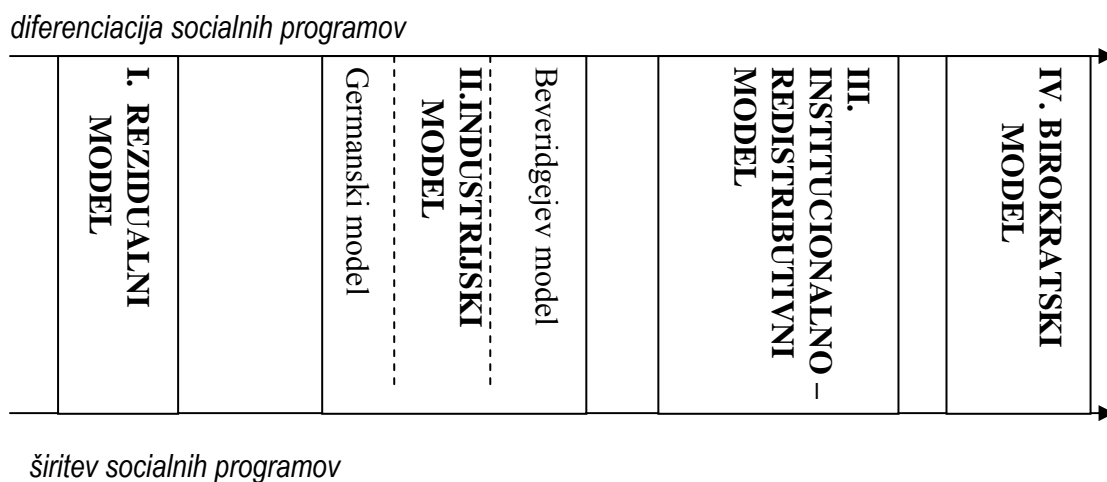 diferenciacija socialnih programov
I. REZIDUALNI
MODEL
Germanski model
II.INDUSTRIJSKI
MODEL
Beveridgejev model
III.
INSTITUCIONALNO –
REDISTRIBUTIVNI
MODEL
IV. BIROKRATSKI
MODEL
širitev socialnih programov